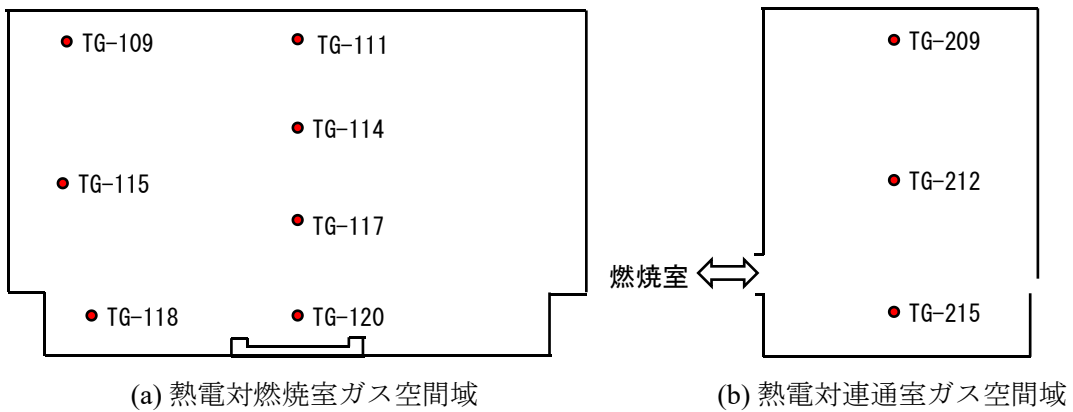 TG-109
TG-111
TG-114
TG-115
TG-117
TG-118
TG-120
(a) 熱電対燃焼室ガス空間域
TG-209
TG-212
燃焼室
TG-215
(b) 熱電対連通室ガス空間域